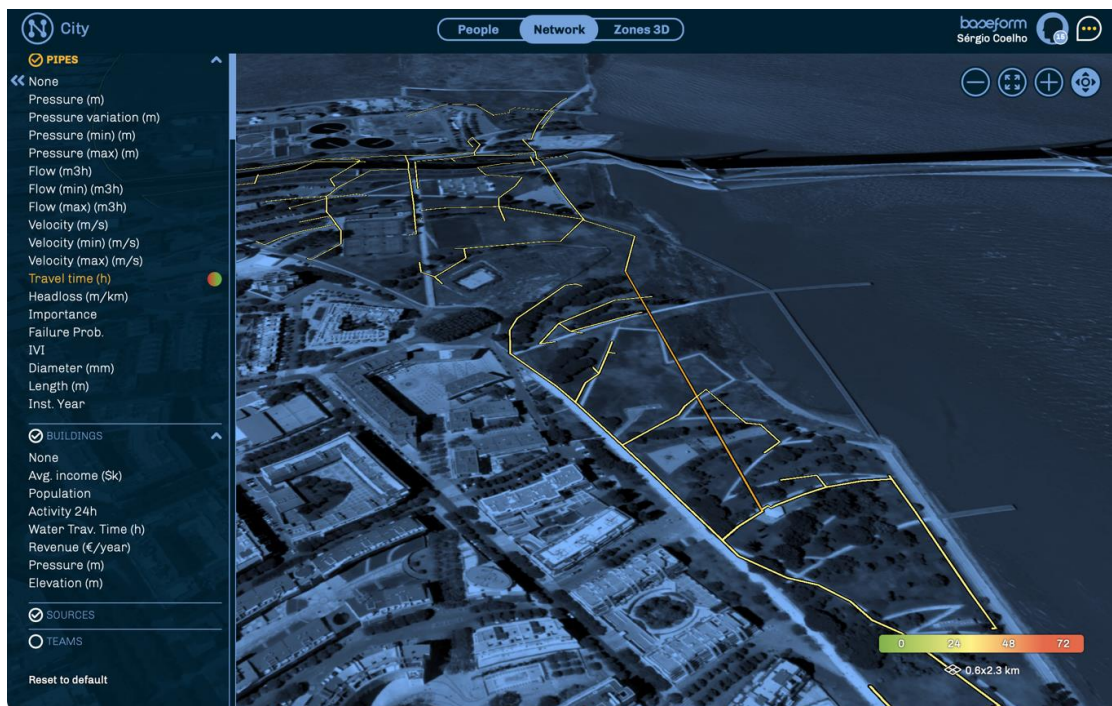 City
People
Network
Zones 3D
baseform
Sérgio Coelho
15
PIPES
None
Pressure (m)
Pressure variation (m)
Pressure (min) (m)
Pressure (max) (m)
Flow (m3h)
Flow (min) (m3h)
Flow (max) (m3h)
Velocity (m/s)
Velocity (min) (m/s)
Velocity (max) (m/s)
Travel time (h)
Headloss (m/km)
Importance
Failure Prob.
IVI
Diameter (mm)
Length (m)
Inst. Year
BUILDINGS
None
Avg. income ($k)
Population
Activity 24h
Water Trav. Time (h)
Revenue (€/year)
Pressure (m)
Elevation (m)
SOURCES
TEAMS
Reset to default
0 24 48 72
0.6x2.3 km